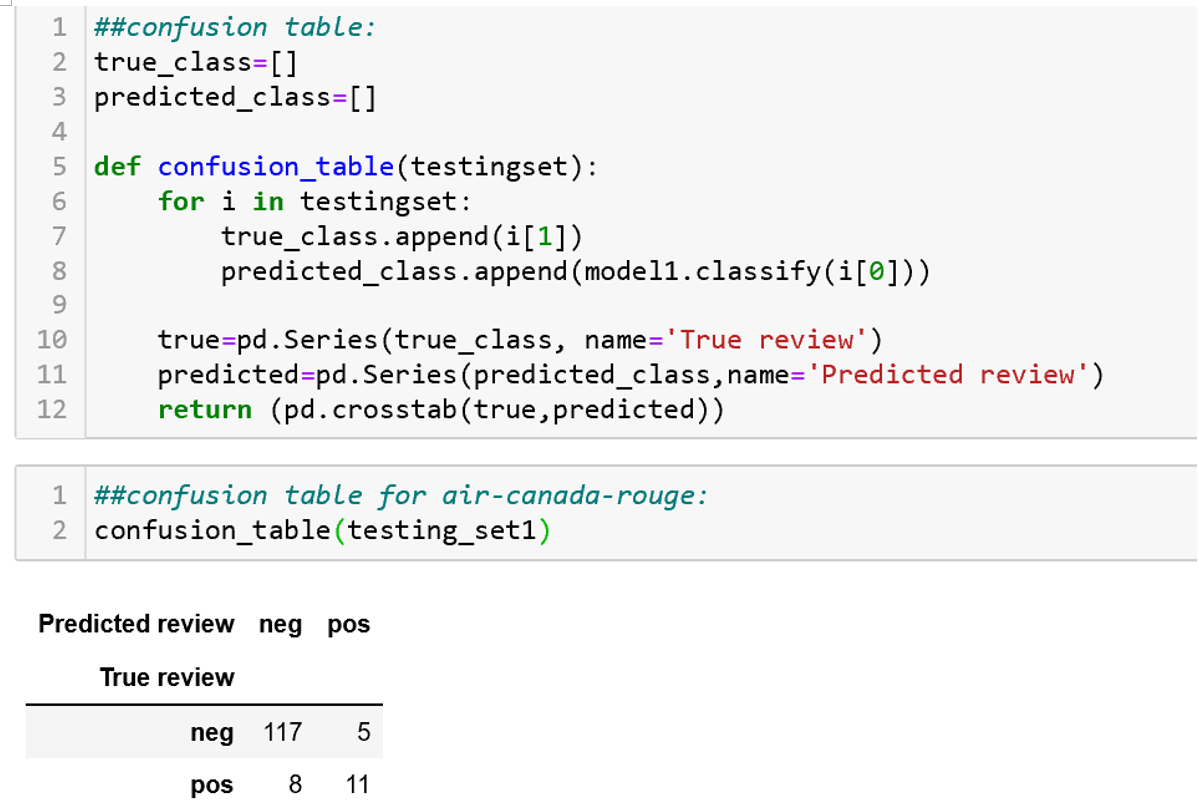 1 ##confusion table:
2 true_class=[]
3 predicted_class=[]
4
5 def confusion_table(testingset):
6     for i in testingset:
7         true_class.append(i[1])
8         predicted_class.append(model1.classify(i[0]))
9
10     true=pd.Series(true_class, name='True review')
11     predicted=pd.Series(predicted_class,name='Predicted review')
12     return (pd.crosstab(true,predicted))
1 ##confusion table for air-canada-rouge:
2 confusion_table(testing_set1)
Predicted review neg pos
True review
neg 117 5
pos 8 11